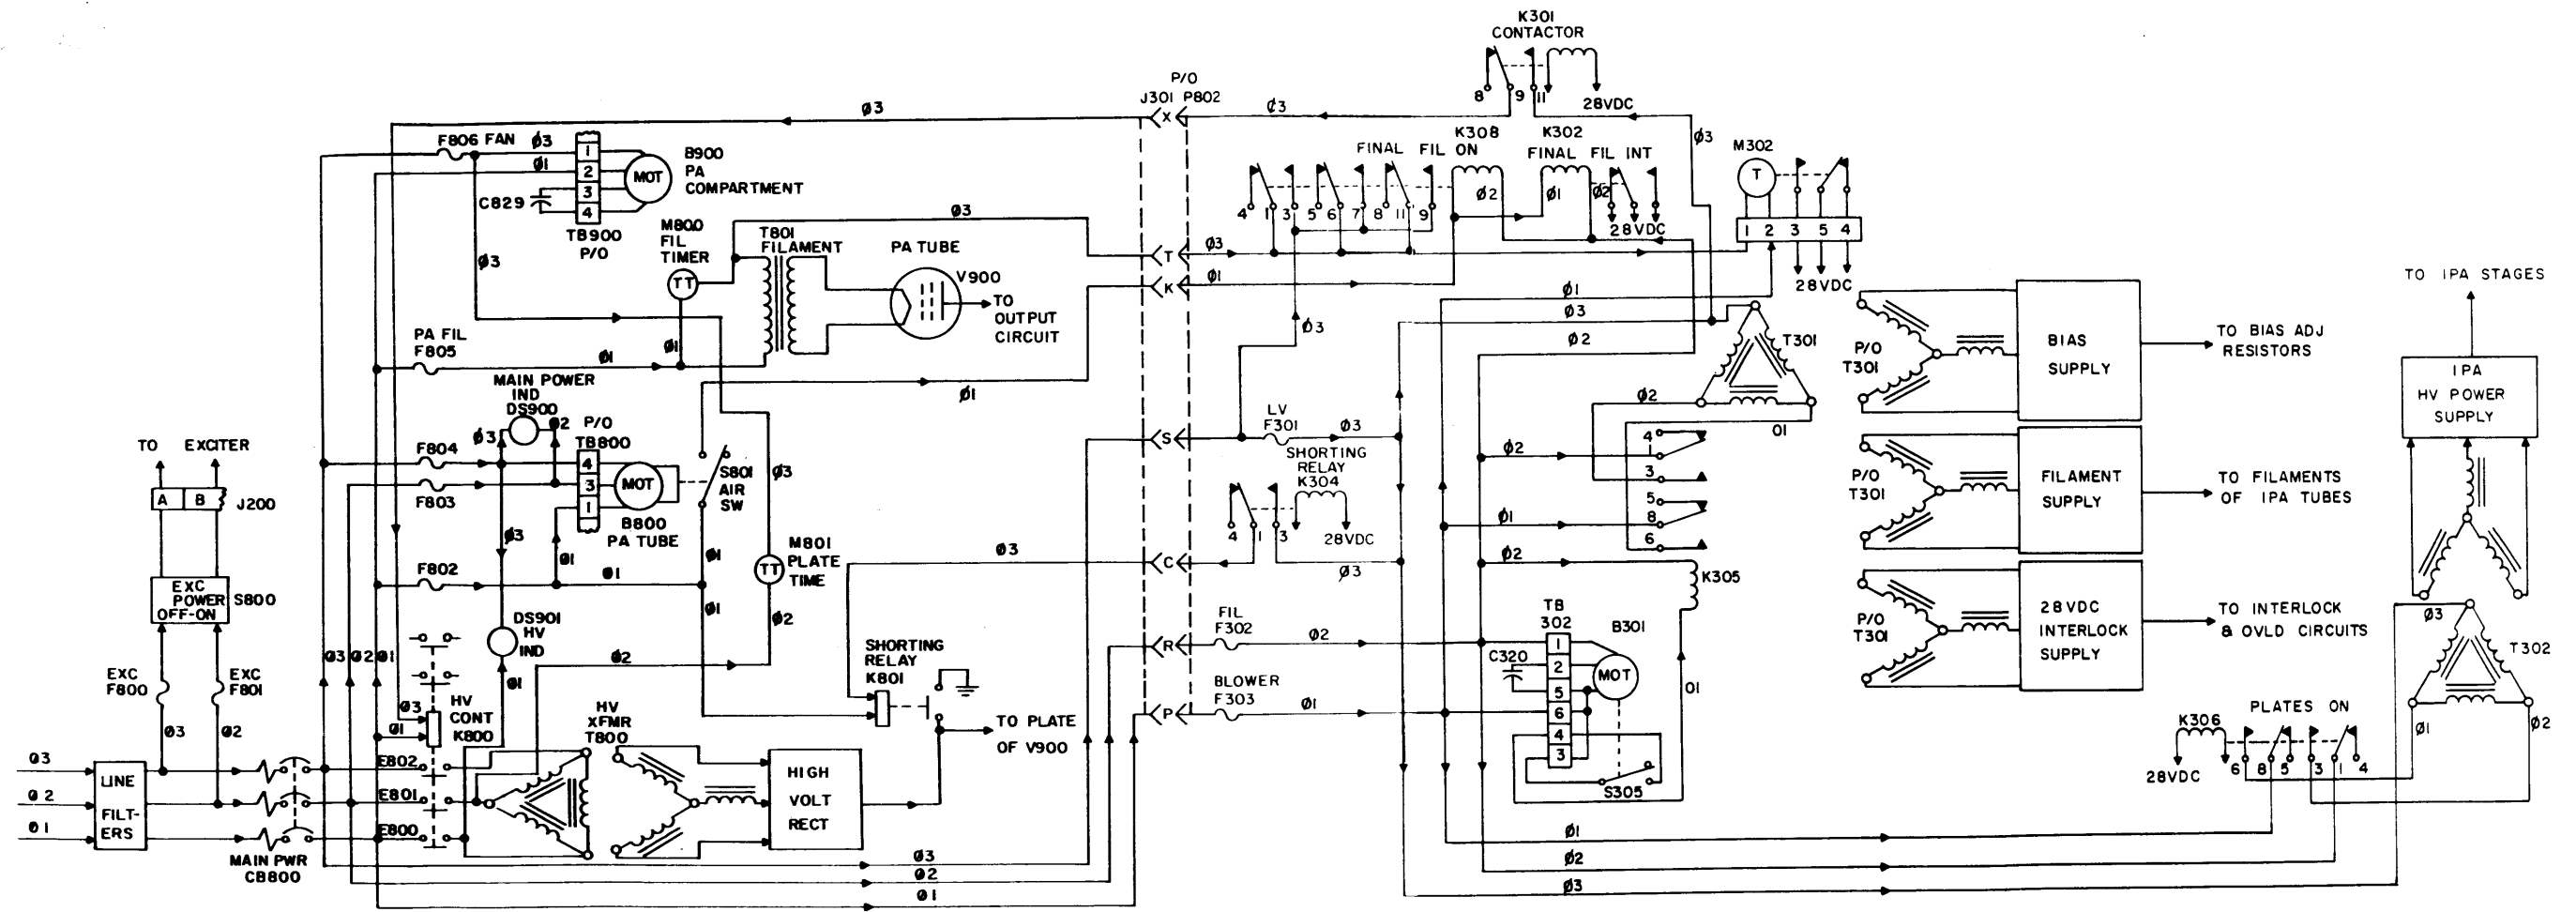 K301
CONTACTOR
8 9 11
28VDC
P/O
J301 P802
X
Ø3
¢3
Ø3
F806 FAN Ø3
Ø1
1
2
3
4
MOT
B900
PA
COMPARTMENT
C829
TB900
P/O
Ø3
K308
FINAL FIL ON
K302
FINAL FIL INT
4 1 3 5 6 7 8 11 9
Ø2
Ø1
Ø2
28VDC
M302
T
1 2 3 5 4
28VDC
M800
FIL
TIMER
TT
Ø3
T801
FILAMENT
PA TUBE
V900
TO
OUTPUT
CIRCUIT
T
Ø3
K
Ø1
Ø1
Ø3
Ø2
Ø3
T301
PA FIL
F805
Ø1
Ø1
Ø1
MAIN POWER
IND
DS900
Ø3
Ø2
P/O
TB800
4
3
1
MOT
B800
PA TUBE
F804
F803
F802
Ø3
Ø1
Ø1
S801
AIR
SW
Ø1
Ø1
Ø3
M801
PLATE
TIME
TT
Ø2
TO EXCITER
A B
J200
EXC
POWER
OFF-ON
S800
EXC
F800
EXC
F801
Ø3
Ø2
Ø3 Ø2 Ø1
DS901
HV
IND
Ø1
Ø2
Ø3
Ø1
HV
CONT
K800
SHORTING
RELAY
K801
TO PLATE
OF V900
Ø3
Ø2
Ø1
LINE
FILT-
ERS
MAIN PWR
CB800
E802
E801
E800
HV
XFMR
T800
HIGH
VOLT
RECT
Ø3
Ø2
Ø1
S
LV
F301
Ø3
SHORTING
RELAY
K304
4 1 3
28VDC
C
Ø3
Ø3
R
FIL
F302
Ø2
P
BLOWER
F303
Ø1
Ø2
01
4
1
3
5
8
6
Ø2
Ø1
Ø2
K305
TB
302
B301
1
2
5
6
4
3
C320
MOT
01
S305
P/O
T301
BIAS
SUPPLY
TO BIAS ADJ
RESISTORS
P/O
T301
FILAMENT
SUPPLY
TO FILAMENTS
OF IPA TUBES
P/O
T301
28VDC
INTERLOCK
SUPPLY
TO INTERLOCK
& OVLD CIRCUITS
TO IPA STAGES
IPA
HV POWER
SUPPLY
Ø3
T302
Ø1
Ø2
K306
PLATES ON
28VDC
6 8 5 3 1 4
Ø1
Ø2
Ø3